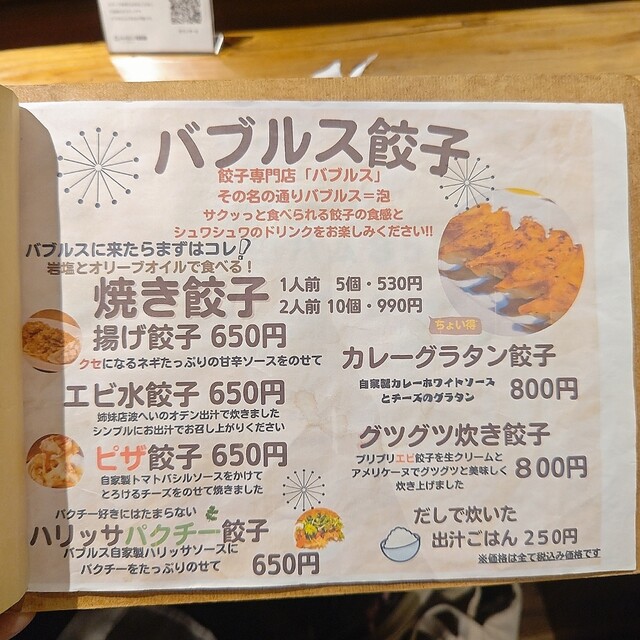 バブルス餃子
餃子専門店「バブルス」
その名の通りバブルス=泡
サクッっと食べられる餃子の食感と
シュワシュワのドリンクをお楽しみください!!
バブルスに来たらまずはコレ!?
岩塩とオリーブオイルで食べる!
焼き餃子
1人前 5個・530円
2人前 10個・990円
揚げ餃子 650円
クセになるネギたっぷりの甘辛ソースをのせて
エビ水餃子 650円
姉妹店波へいのオデン出汁で炊きました
シンプルにお出汁でお召し上がりください
ピザ餃子 650円
自家製トマトバジルソースをかけて
とろけるチーズをのせて焼きました
パクチー好きにはたまらない
ハリッサパクチー餃子
バブルス自家製ハリッサソースに
パクチーをたっぷりのせて
650円
ちょい得
カレーグラタン餃子
自家製カレーホワイトソース
とチーズのグラタン
800円
グツグツ炊き餃子
プリプリエビ餃子を生クリームと
アメリケーヌでグツグツと美味しく
炊き上げました
800円
だしで炊いた
出汁ごはん 250円
※価格は全て税込み価格です